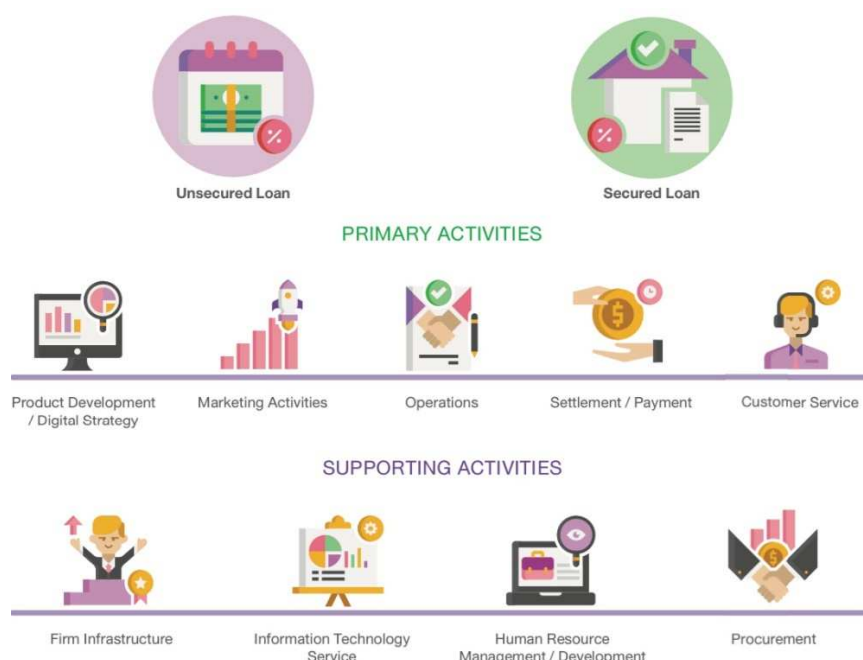 Unsecured Loan
Secured Loan
PRIMARY ACTIVITIES
Product Development
/ Digital Strategy
Marketing Activities
Operations
Settlement / Payment
Customer Service
SUPPORTING ACTIVITIES
Firm Infrastructure
Information Technology
Service
Human Resource
Management / Development
Procurement